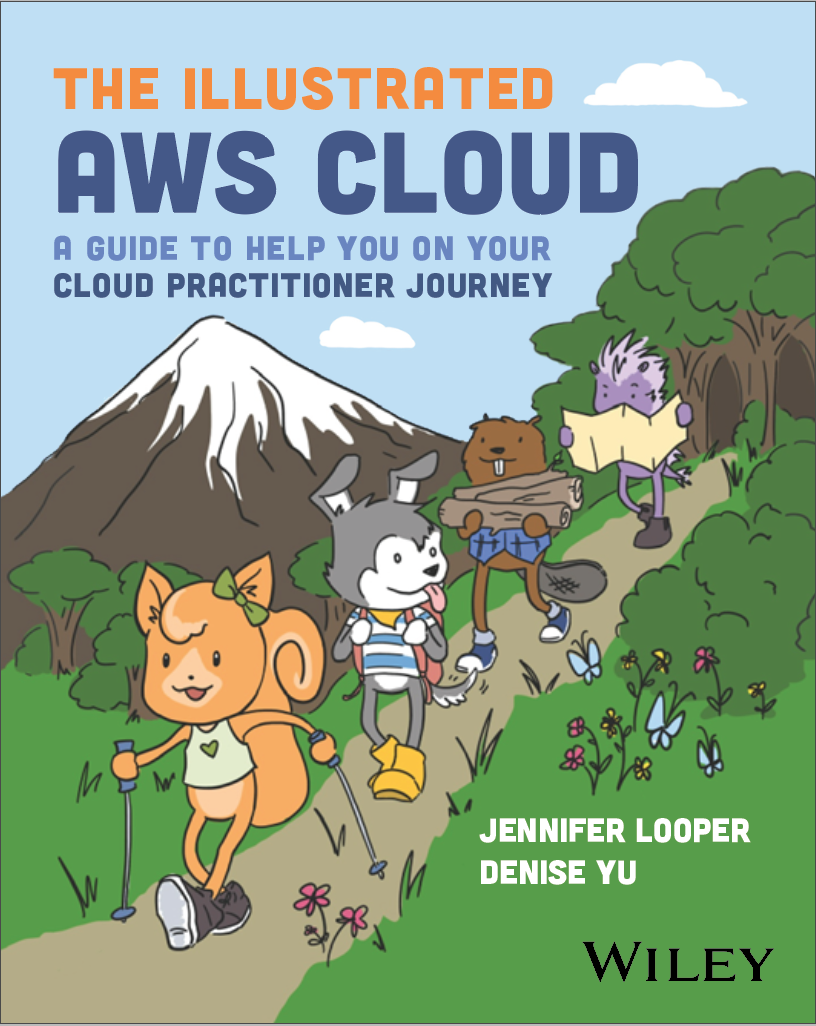 THE ILLUSTRATED
AWS CLOUD
A GUIDE TO HELP YOU ON YOUR
CLOUD PRACTITIONER JOURNEY
JENNIFER LOOPER
DENISE YU
WILEY